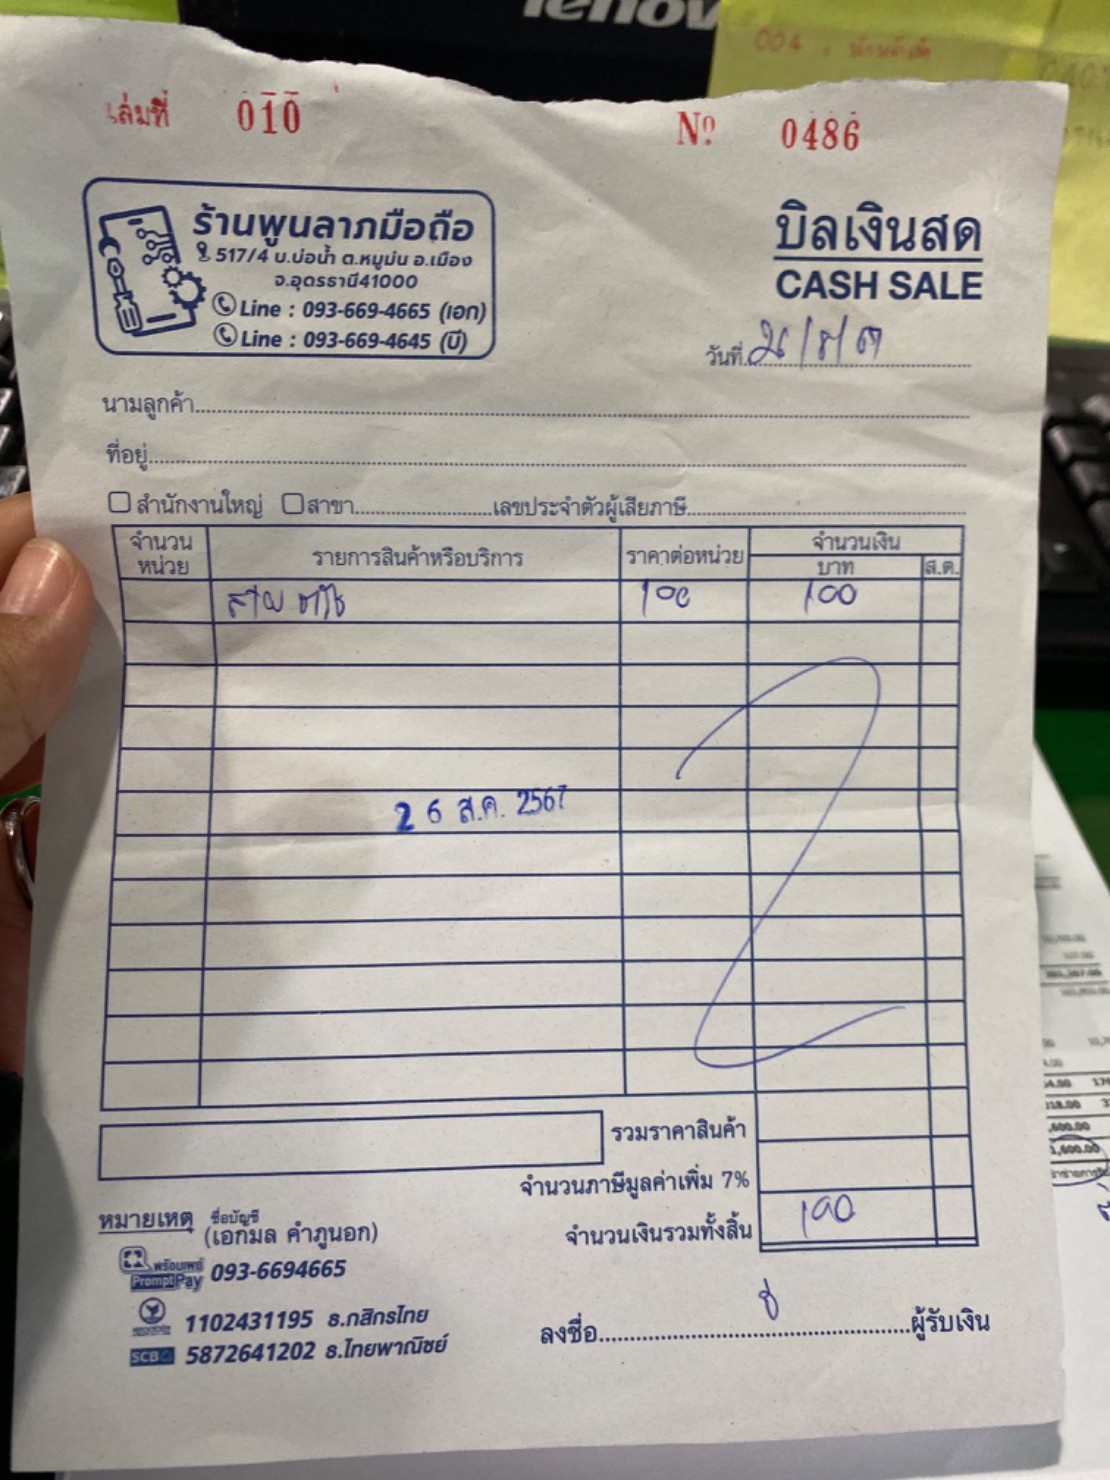 lenov
004
เล่มที่ 010 Nº 0486
ร้านพูนลาภมือถือ
517/4 บ.บ่อน้ำ ต.หมูม่น อ.เมือง
จ.อุดรธานี41000
Line : 093-669-4665 (เอก)
Line : 093-669-4645 (บี)
บิลเงินสด
CASH SALE
วันที่
นามลูกค้า
ที่อยู่
สำนักงานใหญ่ สาขา เลขประจำตัวผู้เสียภาษี
จำนวนหน่วย รายการสินค้าหรือบริการ ราคาต่อหน่วย จำนวนเงิน
บาท ส.ต.
สาย 100 100
26 ส.ค. 2567
รวมราคาสินค้า
จำนวนภาษีมูลค่าเพิ่ม 7%
จำนวนเงินรวมทั้งสิ้น 100
หมายเหตุ ชื่อบัญชี
(เอกมล คำภูนอก)
พร้อมเพย์
PromptPay 093-6694665
1102431195 ธ.กสิกรไทย
SCB 5872641202 ธ.ไทยพาณิชย์
ลงชื่อ บี ผู้รับเงิน